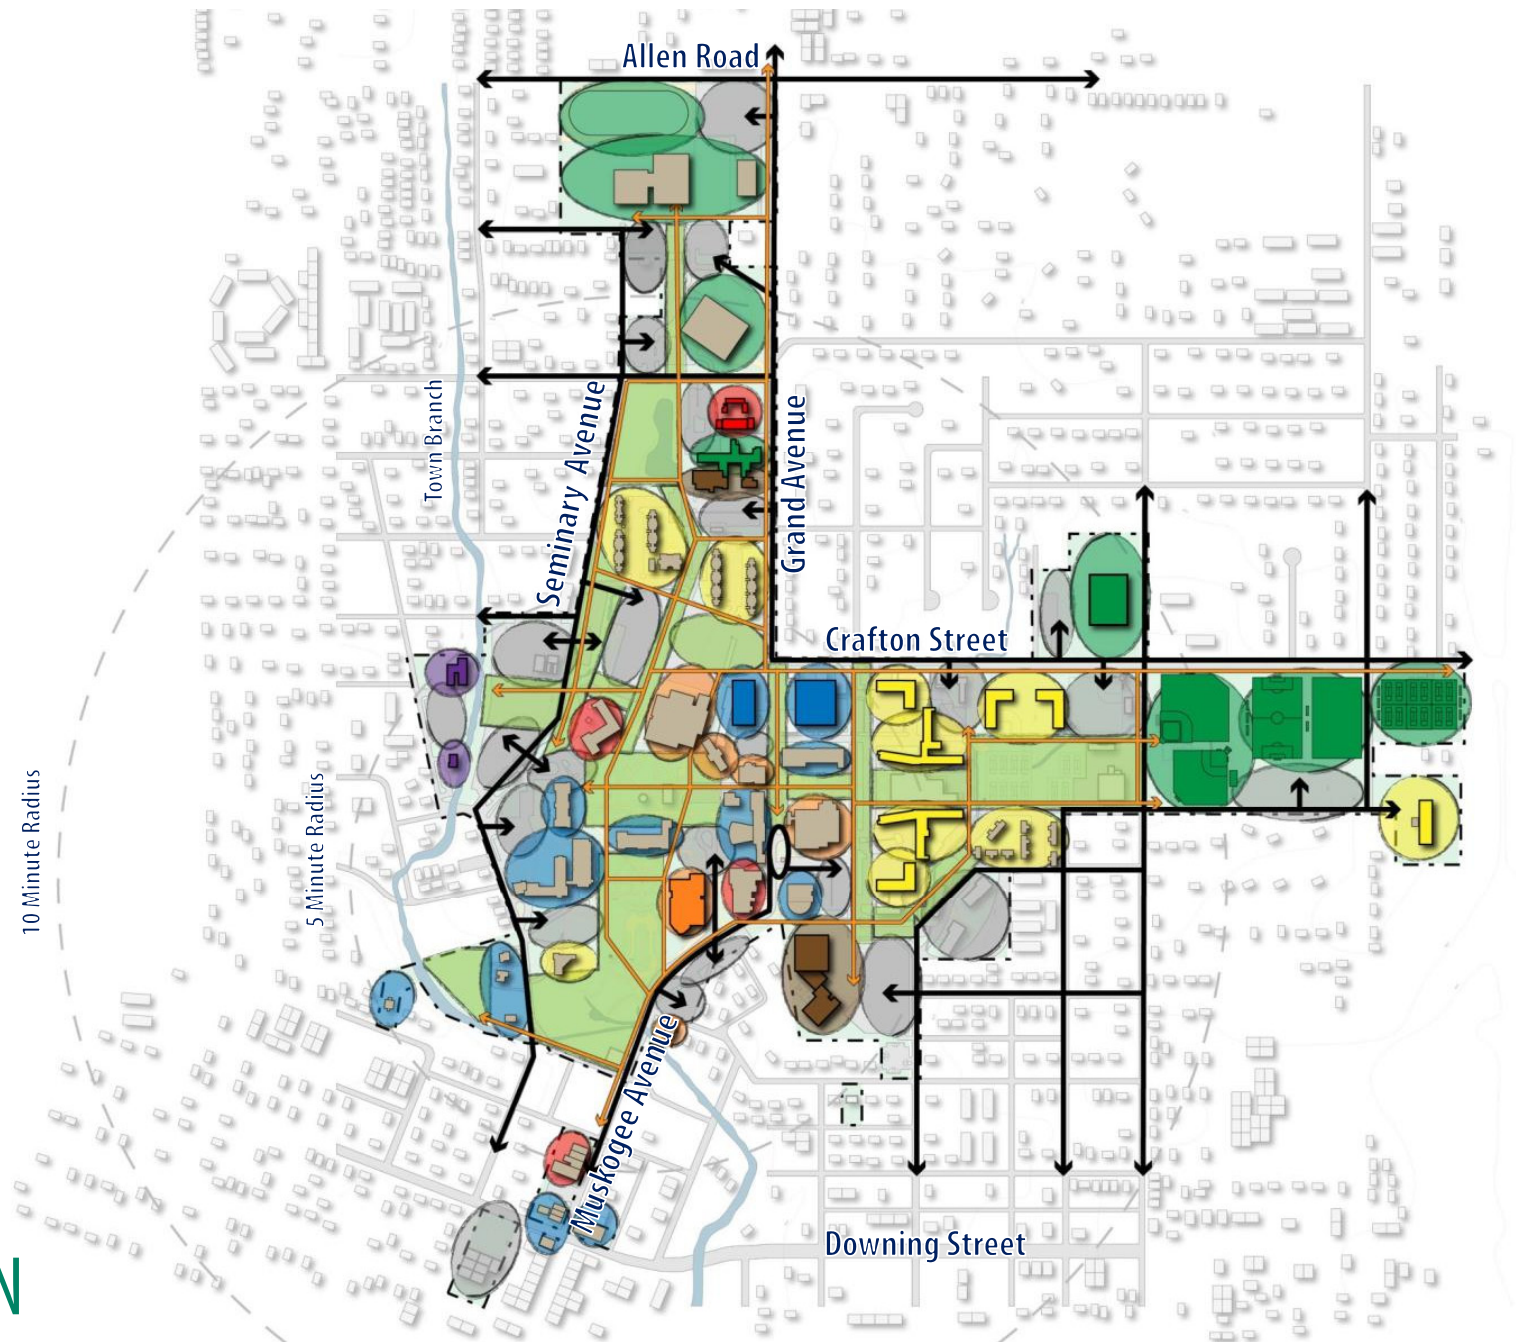 Allen Road
Town Branch
Seminary Avenue
Grand Avenue
Crafton Street
10 Minute Radius
5 Minute Radius
Muskogee Avenue
Downing Street
N